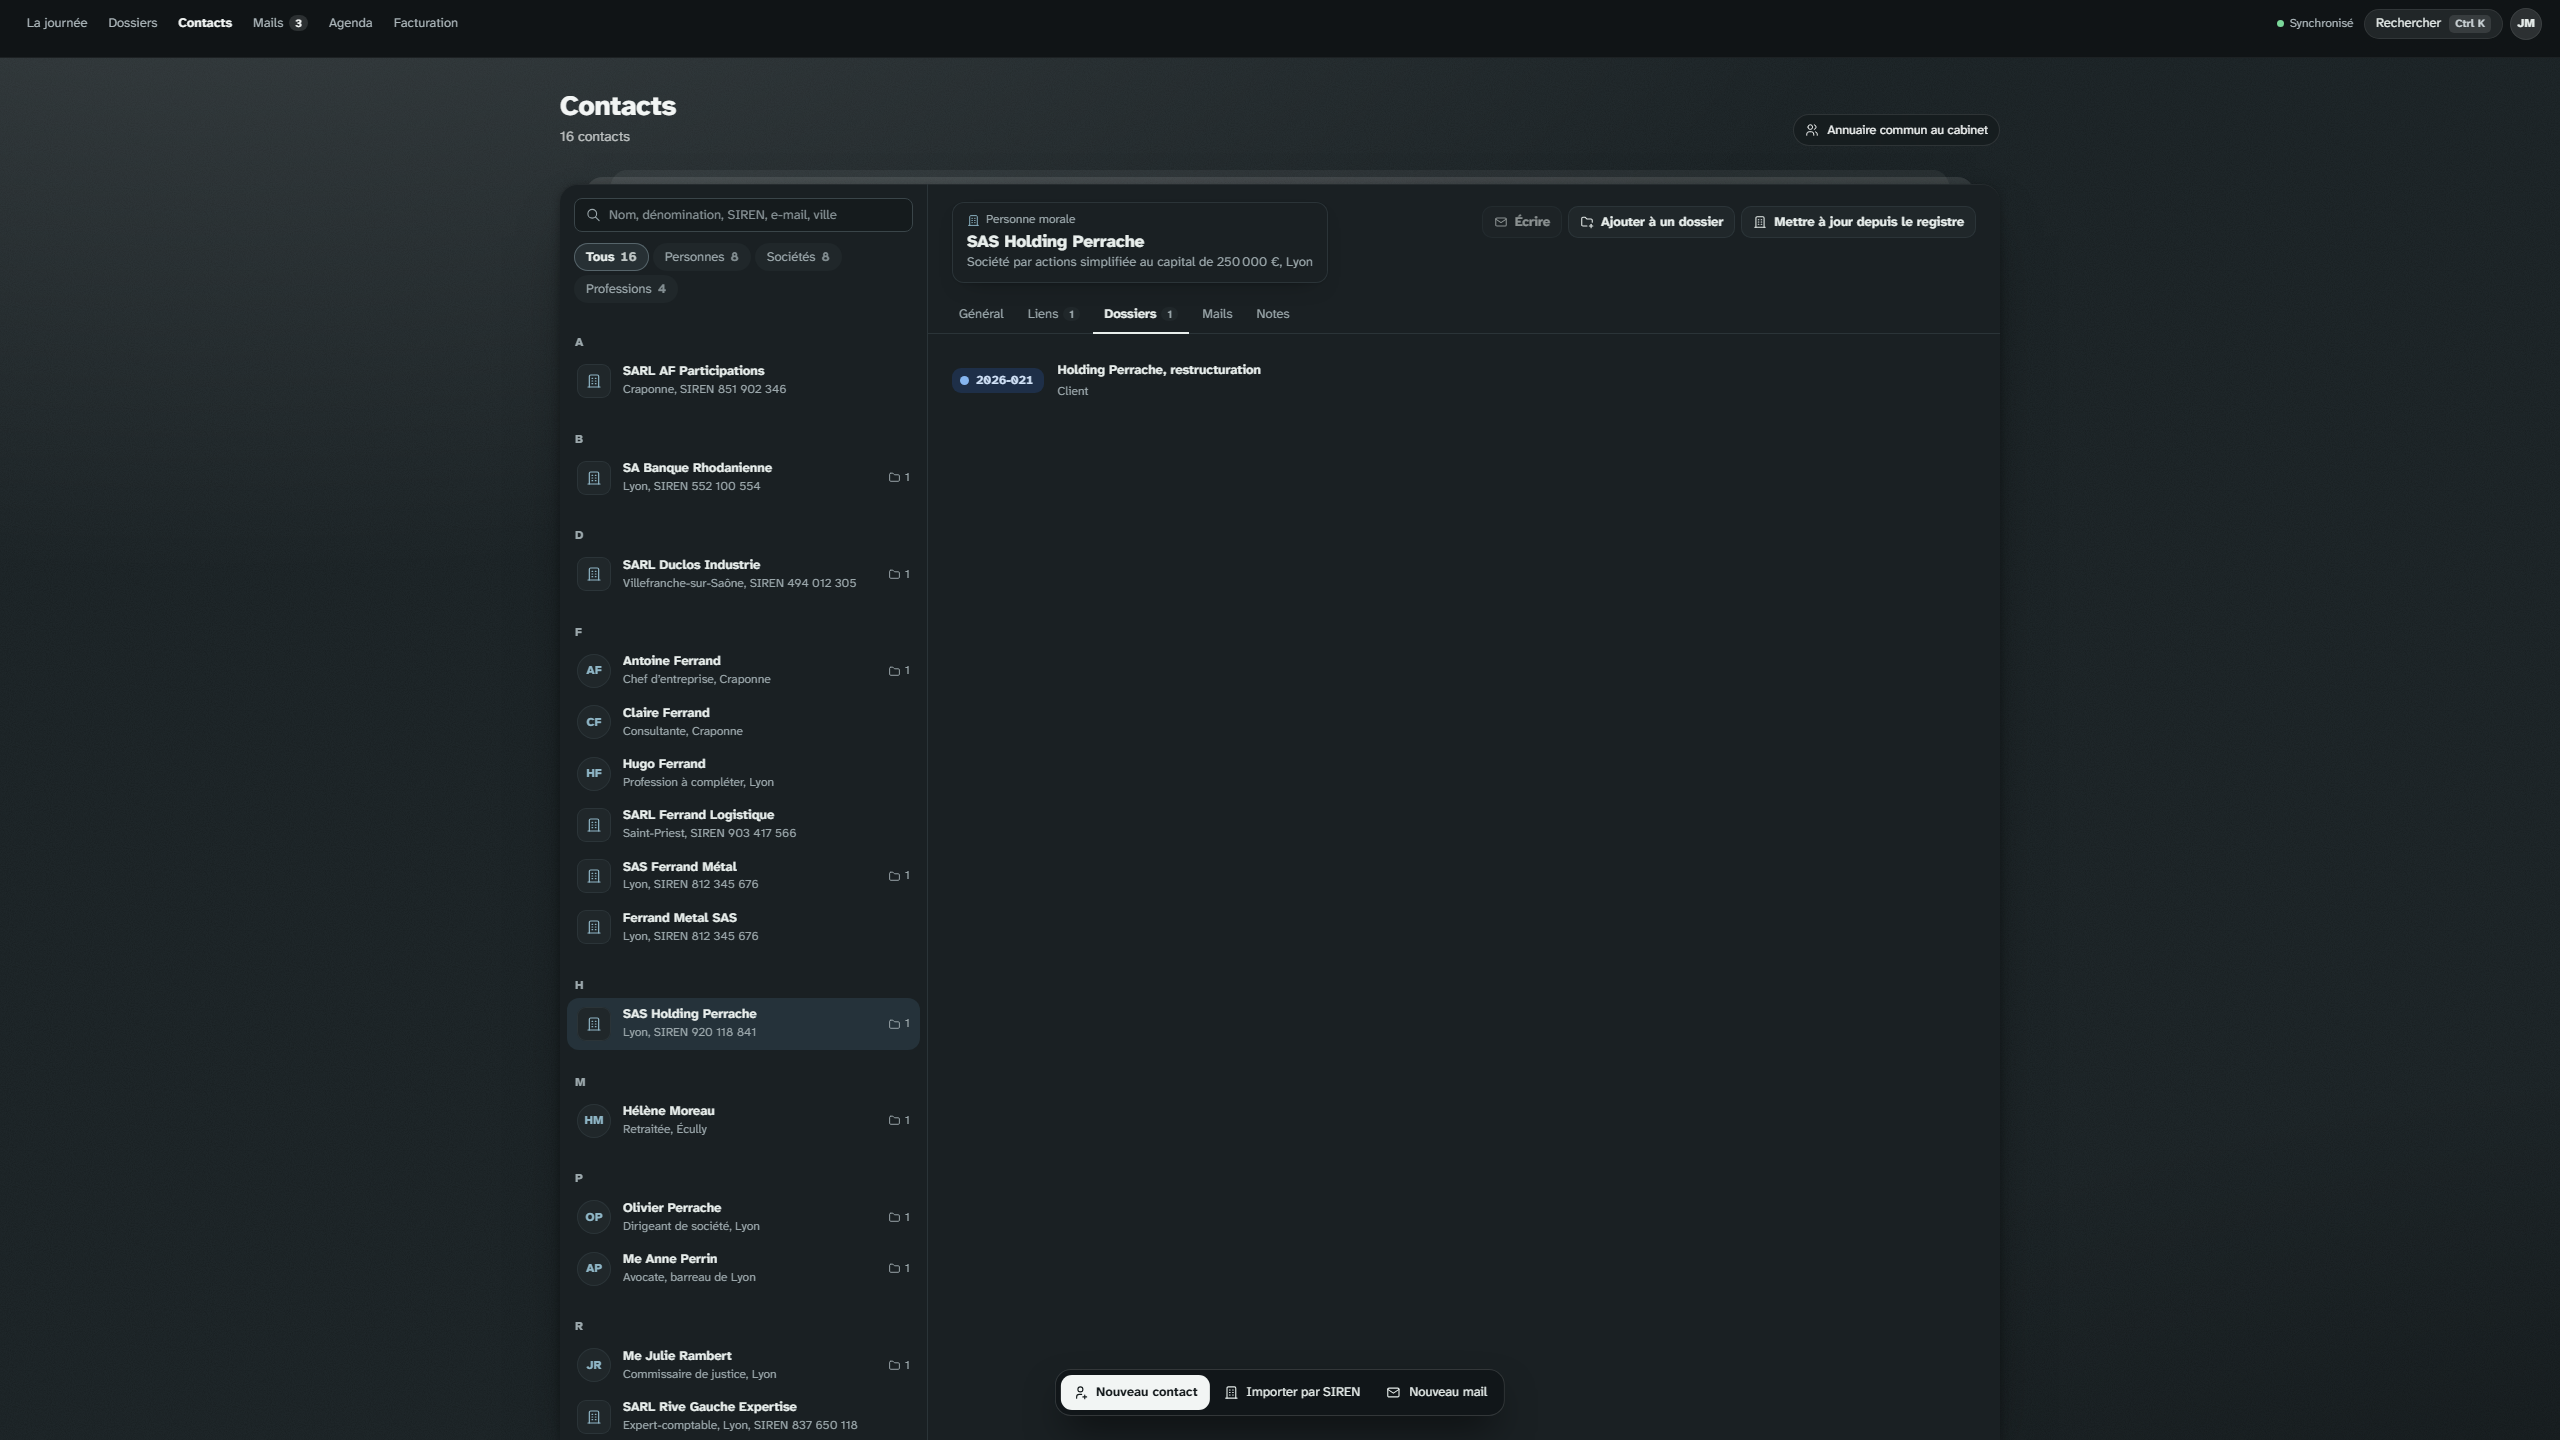 La journée Dossiers Contacts Mails 3 Agenda Facturation
Synchronisé Rechercher Ctrl K JM
Contacts
16 contacts
Annuaire commun au cabinet
Nom, dénomination, SIREN, e-mail, ville
Tous 16 Personnes 8 Sociétés 8
Professions 4
A
SARL AF Participations
Craponne, SIREN 851 902 346
B
SA Banque Rhodanienne
Lyon, SIREN 552 100 554
1
D
SARL Duclos Industrie
Villefranche-sur-Saône, SIREN 494 012 305
1
F
AF
Antoine Ferrand
Chef d'entreprise, Craponne
1
CF
Claire Ferrand
Consultante, Craponne
HF
Hugo Ferrand
Profession à compléter, Lyon
SARL Ferrand Logistique
Saint-Priest, SIREN 903 417 566
SAS Ferrand Métal
Lyon, SIREN 812 345 676
1
Ferrand Metal SAS
Lyon, SIREN 812 345 676
H
SAS Holding Perrache
Lyon, SIREN 920 118 841
1
M
HM
Hélène Moreau
Retraitée, Écully
1
P
OP
Olivier Perrache
Dirigeant de société, Lyon
1
AP
Me Anne Perrin
Avocate, barreau de Lyon
1
R
JR
Me Julie Rambert
Commissaire de justice, Lyon
1
SARL Rive Gauche Expertise
Expert-comptable, Lyon, SIREN 837 650 118
Personne morale
SAS Holding Perrache
Société par actions simplifiée au capital de 250 000 €, Lyon
Écrire Ajouter à un dossier Mettre à jour depuis le registre
Général Liens 1 Dossiers 1 Mails Notes
2026-021
Holding Perrache, restructuration
Client
Nouveau contact Importer par SIREN Nouveau mail